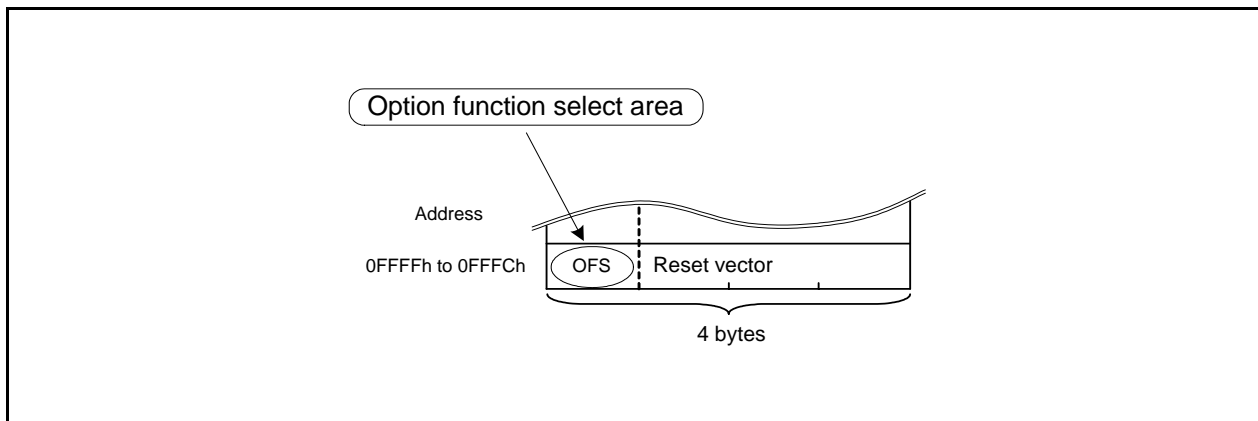 Option function select area
Address
0FFFFh to 0FFFCh
OFS
Reset vector
4 bytes